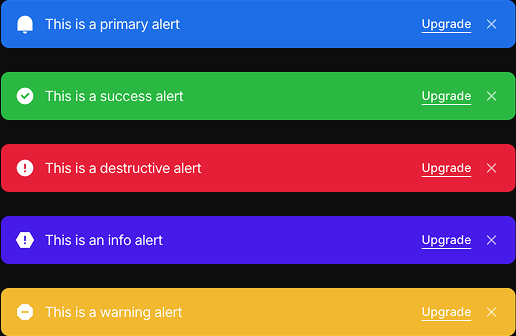 This is a primary alert Upgrade
This is a success alert Upgrade
This is a destructive alert Upgrade
This is an info alert Upgrade
This is a warning alert Upgrade